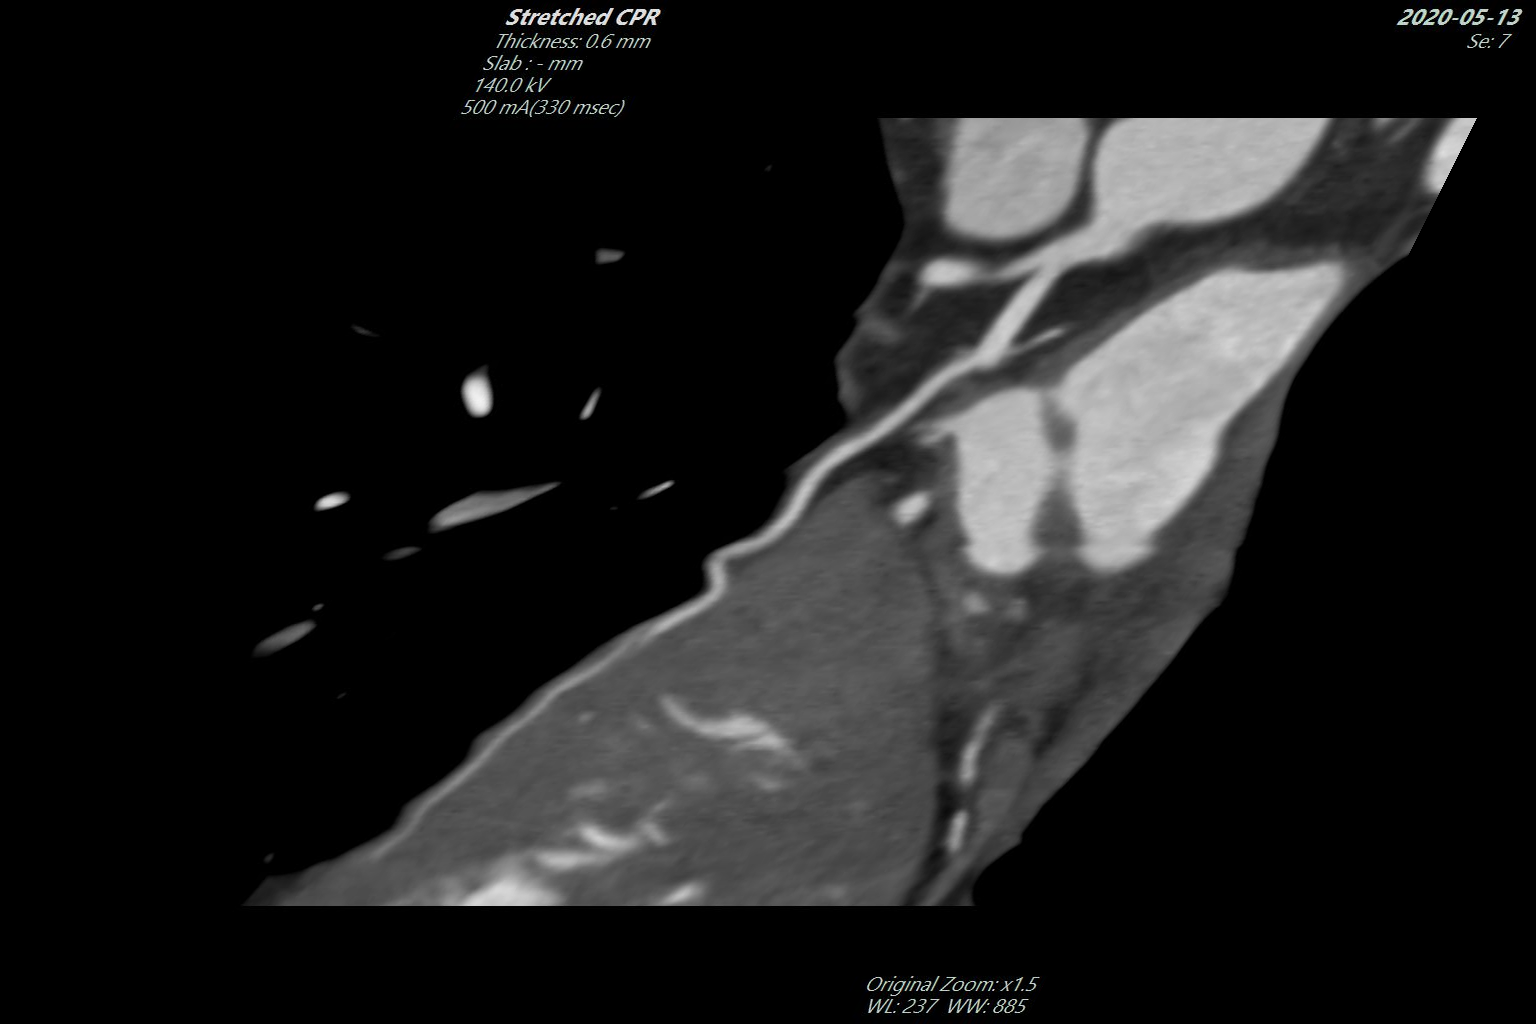 Stretched CPR
Thickness: 0.6 mm
Slab : - mm
140.0 kV
500 mA(330 msec)
2020-05-13
Se: 7
Original Zoom: x1.5
WL: 237 WW: 885